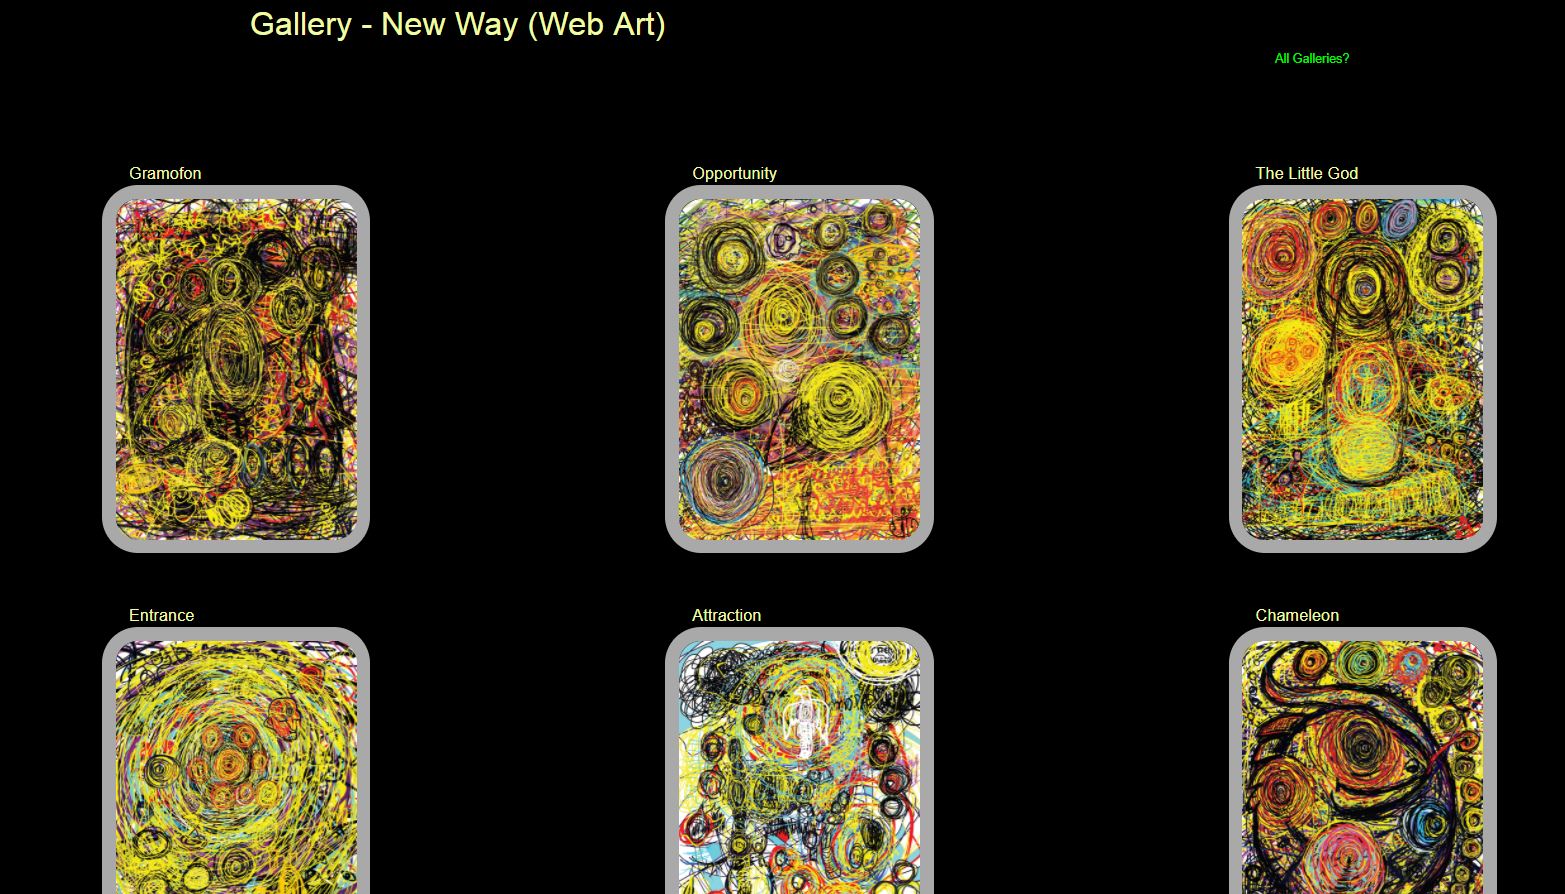 Gallery - New Way (Web Art)
All Galleries?
Gramofon
Opportunity
The Little God
Entrance
Attraction
Chameleon